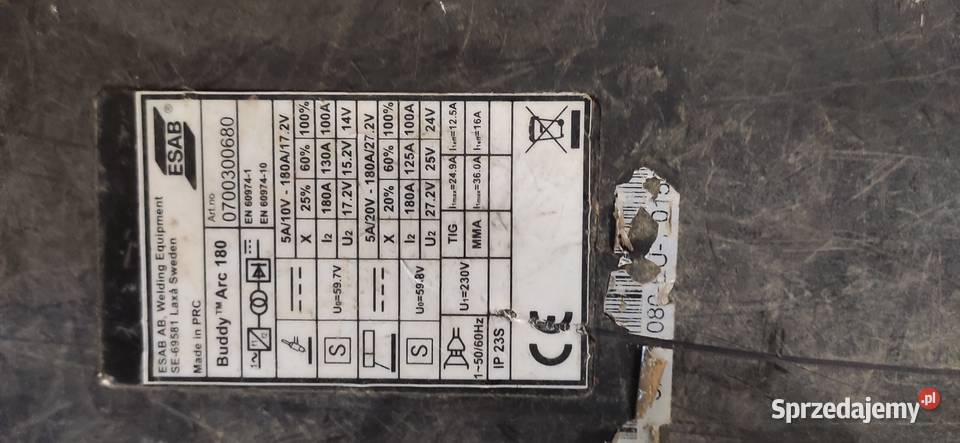 ESAB AB, Welding Equipment
SE-69581 Laxå Sweden
Made in PRC
ESAB®
Buddy™ Arc 180
Art.no
0700300680
1~ f1 f2
EN 60974-1
EN 60974-10
5A/10V - 180A/17.2V
X 25% 60% 100%
S U₀=59.7V I₂ 180A 130A 100A
U₂ 17.2V 15.2V 14V
5A/20V - 180A/27.2V
X 20% 60% 100%
S U₀=59.8V I₂ 180A 125A 100A
U₂ 27.2V 25V 24V
1~50/60Hz U₁=230V
TIG I₁max=24.9A I₁eff=12.5A
MMA I₁max=36.0A I₁eff=16A
IP 23S
CE
Sprzedajemy.pl